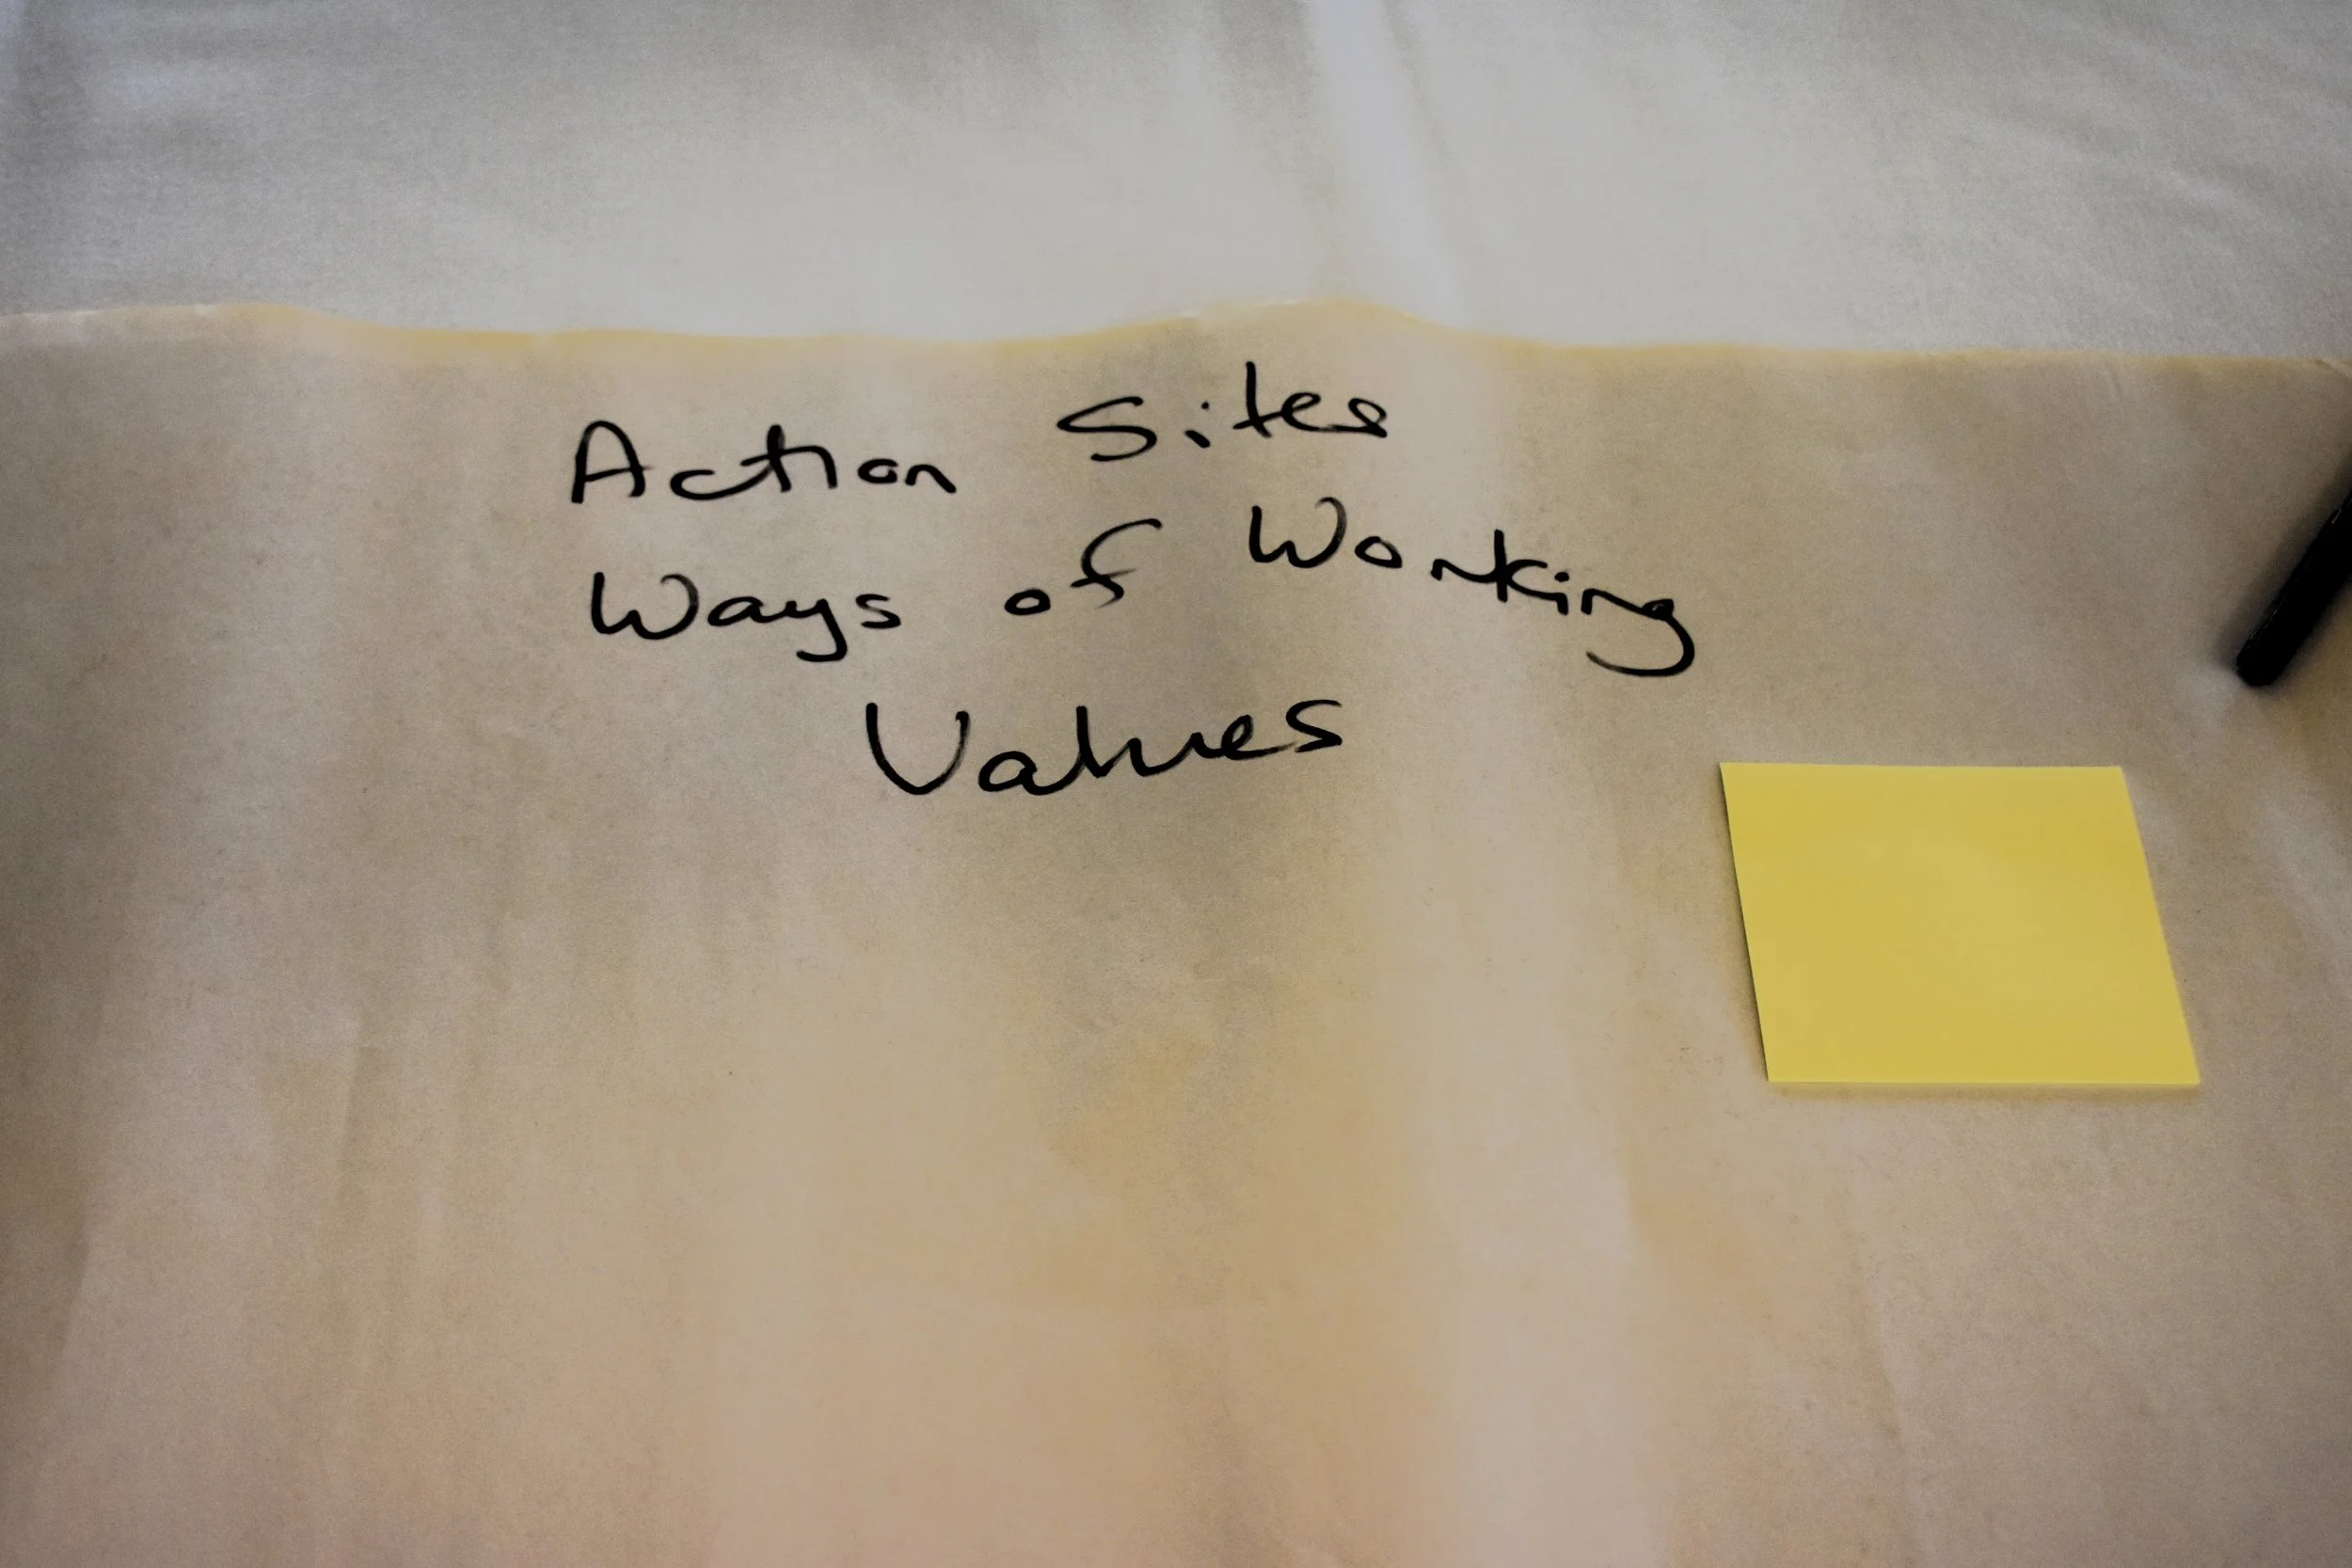 Action Sites
Ways of Working
Values